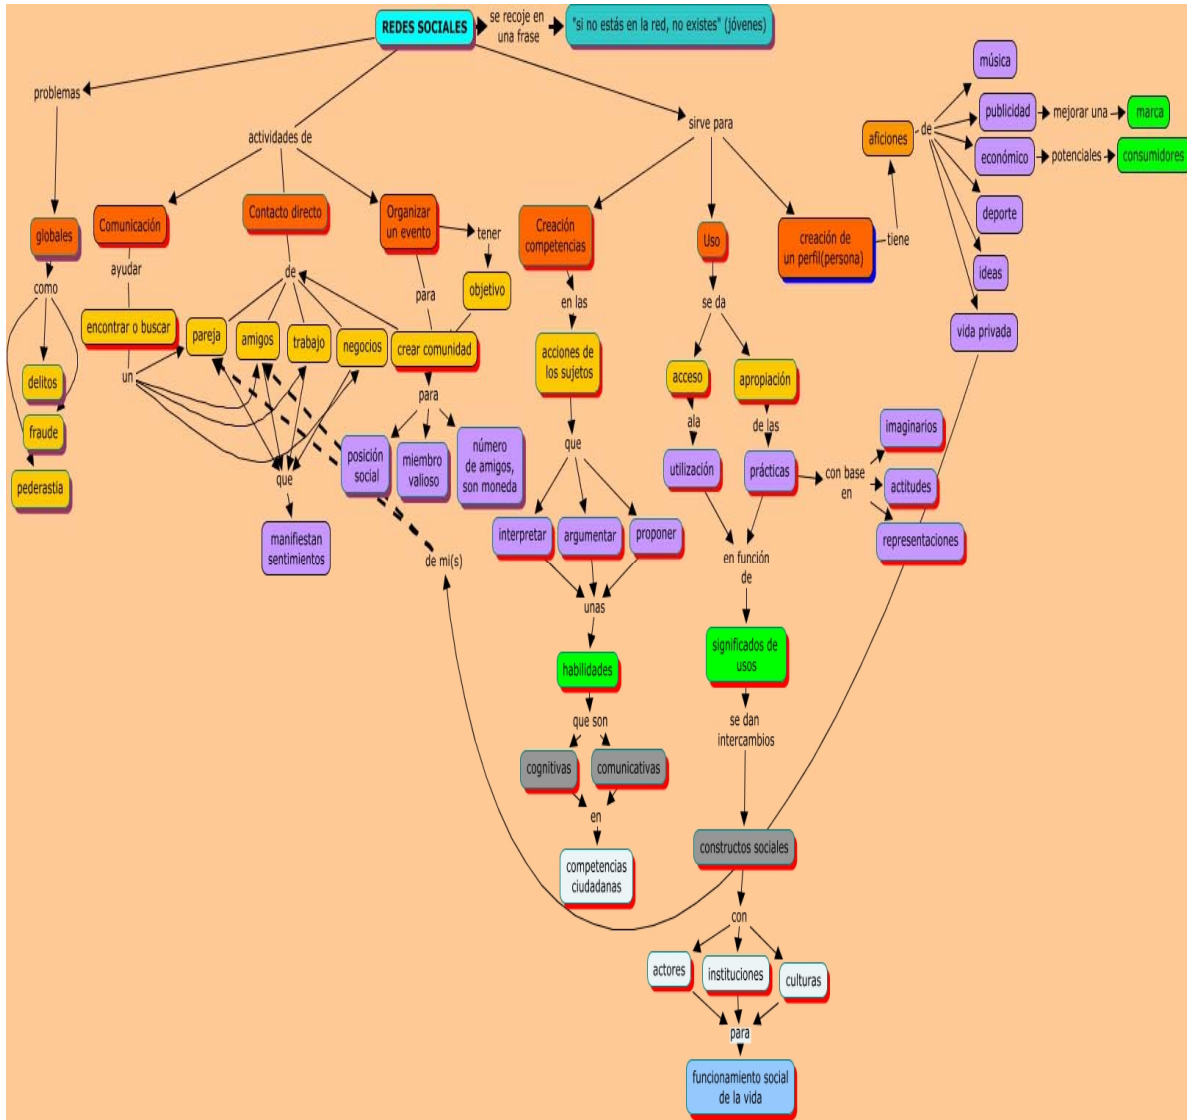 REDES SOCIALES
se recoje en
una frase
"si no estás en la red, no existes" (jóvenes)
problemas
actividades de
sirve para
globales
como
delitos
fraude
pederastia
Comunicación
ayudar
encontrar o buscar
un
Contacto directo
de
pareja
amigos
trabajo
negocios
que
manifiestan
sentimientos
Organizar
un evento
tener
objetivo
para
crear comunidad
para
posición
social
miembro
valioso
número
de amigos,
son moneda
de mi(s)
Creación
competencias
en las
acciones de
los sujetos
que
interpretar
argumentar
proponer
unas
habilidades
que son
cognitivas
comunicativas
en
competencias
ciudadanas
Uso
se da
acceso
apropiación
ala
de las
utilización
prácticas
con base
en
imaginarios
actitudes
representaciones
en función
de
significados de
usos
se dan
intercambios
constructos sociales
con
actores
instituciones
culturas
para
funcionamiento social
de la vida
creación de
un perfil(persona)
tiene
aficiones
de
música
publicidad
mejorar una
marca
económico
potenciales
consumidores
deporte
ideas
vida privada